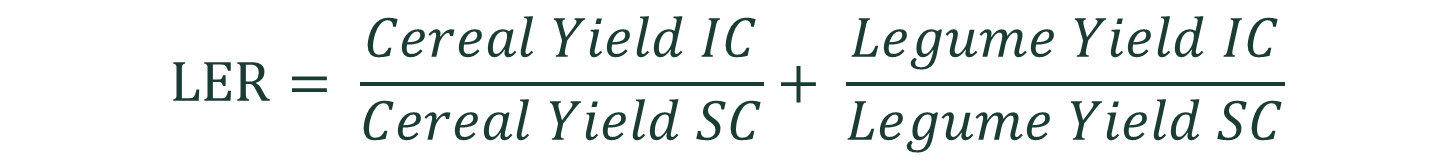 LER = Cereal Yield IC / Cereal Yield SC + Legume Yield IC / Legume Yield SC